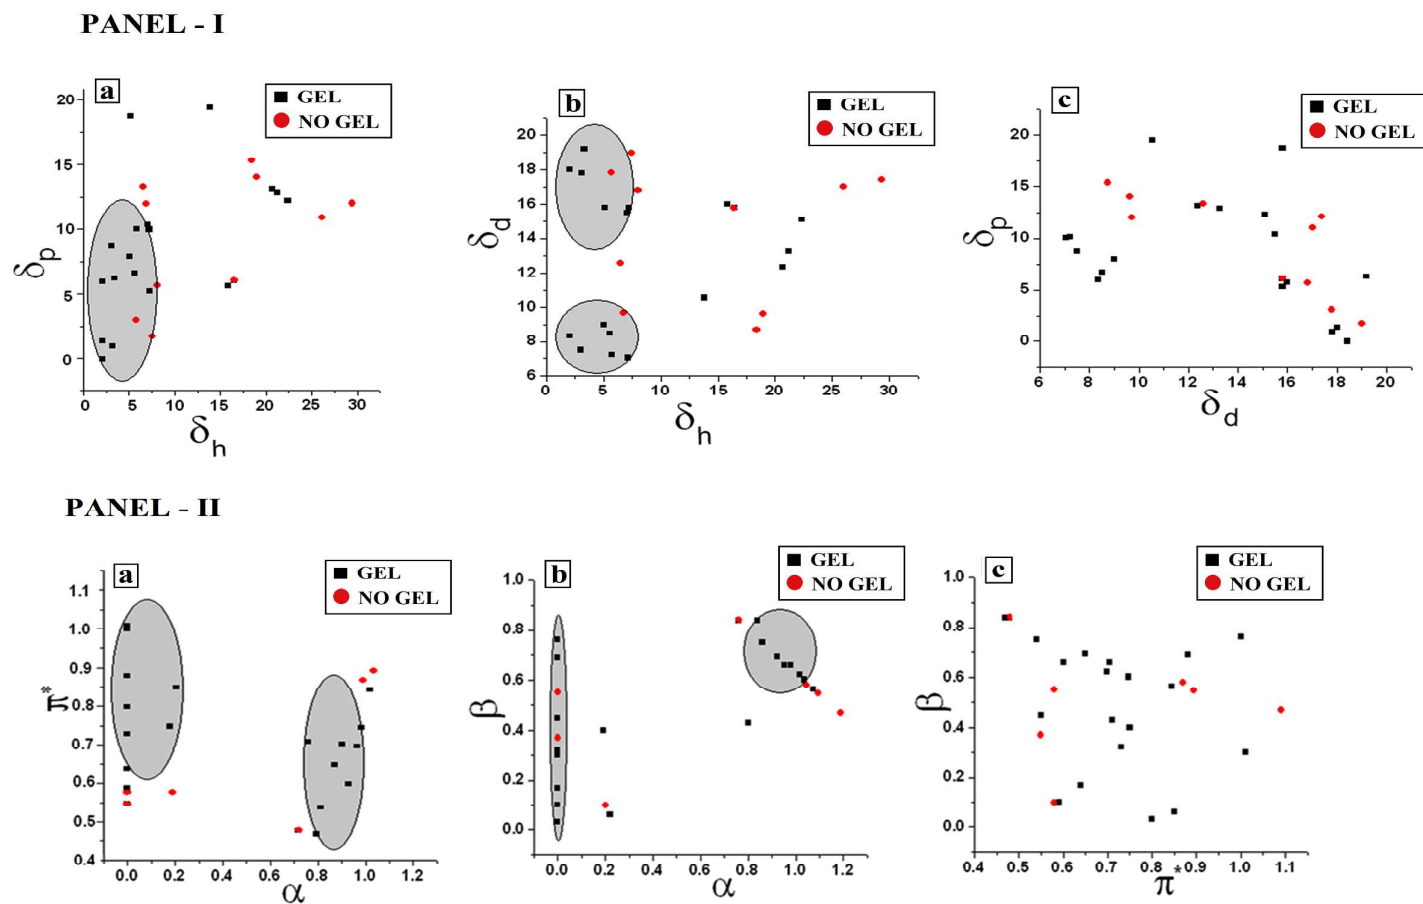 PANEL - I
a
GEL
NO GEL
20
15
10
5
0
δp
0 5 10 15 20 25 30
δh
b
GEL
NO GEL
20
18
16
14
12
10
8
6
δd
0 5 10 15 20 25 30
δh
c
GEL
NO GEL
20
15
10
5
0
δp
6 8 10 12 14 16 18 20
δd
PANEL - II
a
GEL
NO GEL
1.1
1.0
0.9
0.8
0.7
0.6
0.5
0.4
π*
0.0 0.2 0.4 0.6 0.8 1.0 1.2
α
b
GEL
NO GEL
1.0
0.8
0.6
0.4
0.2
0.0
β
0.0 0.2 0.4 0.6 0.8 1.0 1.2
α
c
GEL
NO GEL
1.0
0.8
0.6
0.4
0.2
0.0
β
0.4 0.5 0.6 0.7 0.8 0.9 1.0 1.1
π*